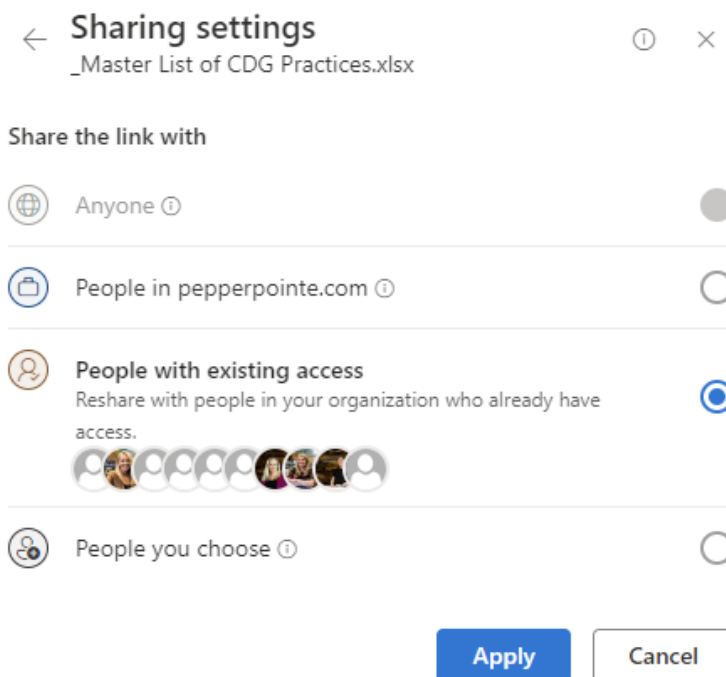 Sharing settings
_Master List of CDG Practices.xlsx
Share the link with
Anyone
People in pepperpointe.com
People with existing access
Reshare with people in your organization who already have
access.
People you choose
Apply
Cancel